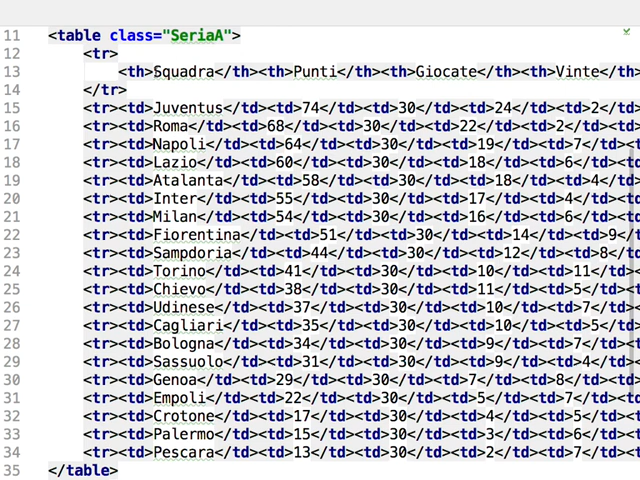 11 <table class="SeriaA">
12 <tr>
13 <th>Squadra</th><th>Punti</th><th>Giocate</th><th>Vinte</th>
14 </tr>
15 <tr><td>Juventus</td><td>74</td><td>30</td><td>24</td><td>2</td>
16 <tr><td>Roma</td><td>68</td><td>30</td><td>22</td><td>2</td><td>
17 <tr><td>Napoli</td><td>64</td><td>30</td><td>19</td><td>7</td><t
18 <tr><td>Lazio</td><td>60</td><td>30</td><td>18</td><td>6</td><td
19 <tr><td>Atalanta</td><td>58</td><td>30</td><td>18</td><td>4</td>
20 <tr><td>Inter</td><td>55</td><td>30</td><td>17</td><td>4</td><td
21 <tr><td>Milan</td><td>54</td><td>30</td><td>16</td><td>6</td><td
22 <tr><td>Fiorentina</td><td>51</td><td>30</td><td>14</td><td>9</t
23 <tr><td>Sampdoria</td><td>44</td><td>30</td><td>12</td><td>8</td
24 <tr><td>Torino</td><td>41</td><td>30</td><td>10</td><td>11</td><
25 <tr><td>Chievo</td><td>38</td><td>30</td><td>11</td><td>5</td><t
26 <tr><td>Udinese</td><td>37</td><td>30</td><td>10</td><td>7</td><
27 <tr><td>Cagliari</td><td>35</td><td>30</td><td>10</td><td>5</td>
28 <tr><td>Bologna</td><td>34</td><td>30</td><td>9</td><td>7</td><t
29 <tr><td>Sassuolo</td><td>31</td><td>30</td><td>9</td><td>4</td><
30 <tr><td>Genoa</td><td>29</td><td>30</td><td>7</td><td>8</td><td>
31 <tr><td>Empoli</td><td>22</td><td>30</td><td>5</td><td>7</td><td
32 <tr><td>Crotone</td><td>17</td><td>30</td><td>4</td><td>5</td><t
33 <tr><td>Palermo</td><td>15</td><td>30</td><td>3</td><td>6</td><t
34 <tr><td>Pescara</td><td>13</td><td>30</td><td>2</td><td>7</td><t
35 </table>